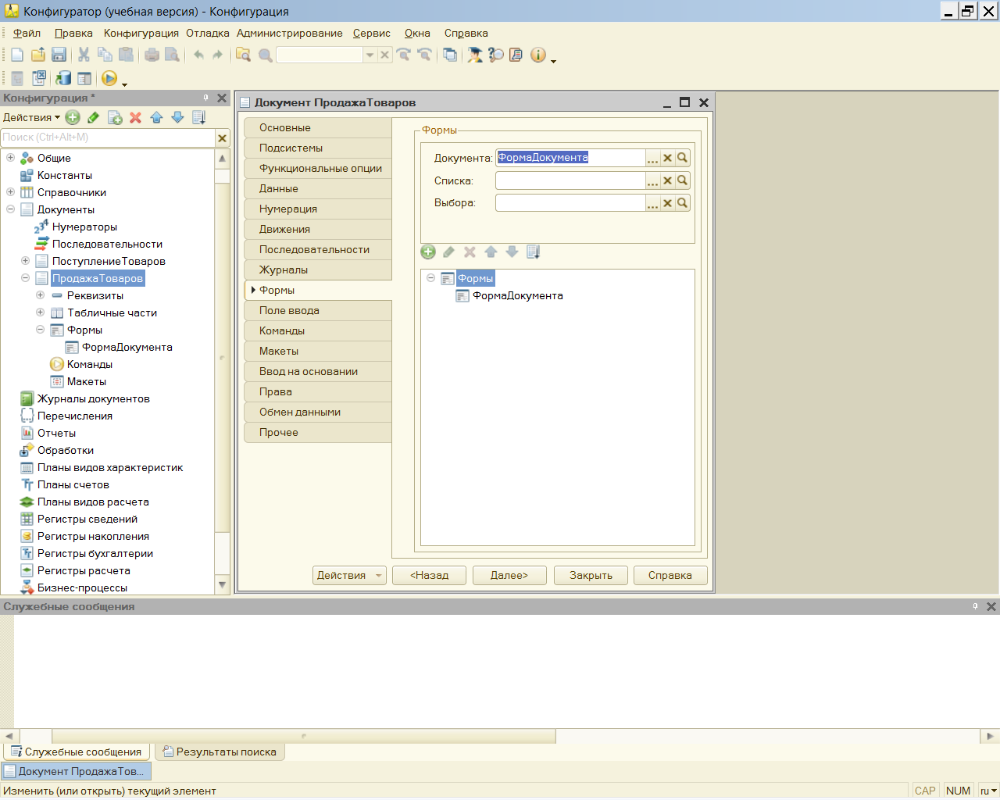 Конфигуратор (учебная версия) - Конфигурация
Файл Правка Конфигурация Отладка Администрирование Сервис Окна Справка
Конфигурация *
Действия
Поиск (Ctrl+Alt+M)
Общие
Константы
Справочники
Документы
Нумераторы
Последовательности
ПоступлениеТоваров
ПродажаТоваров
Реквизиты
Табличные части
Формы
ФормаДокумента
Команды
Макеты
Журналы документов
Перечисления
Отчеты
Обработки
Планы видов характеристик
Планы счетов
Планы видов расчета
Регистры сведений
Регистры накопления
Регистры бухгалтерии
Регистры расчета
Бизнес-процессы
Документ ПродажаТоваров
Основные
Подсистемы
Функциональные опции
Данные
Нумерация
Движения
Последовательности
Журналы
Формы
Поле ввода
Команды
Макеты
Ввод на основании
Права
Обмен данными
Прочее
Формы
Документа: ФормаДокумента ...
Списка: ...
Выбора: ...
Формы
ФормаДокумента
Действия <Назад Далее> Закрыть Справка
Служебные сообщения
Служебные сообщения Результаты поиска
Документ ПродажаТов...
Изменить (или открыть) текущий элемент CAP NUM ru